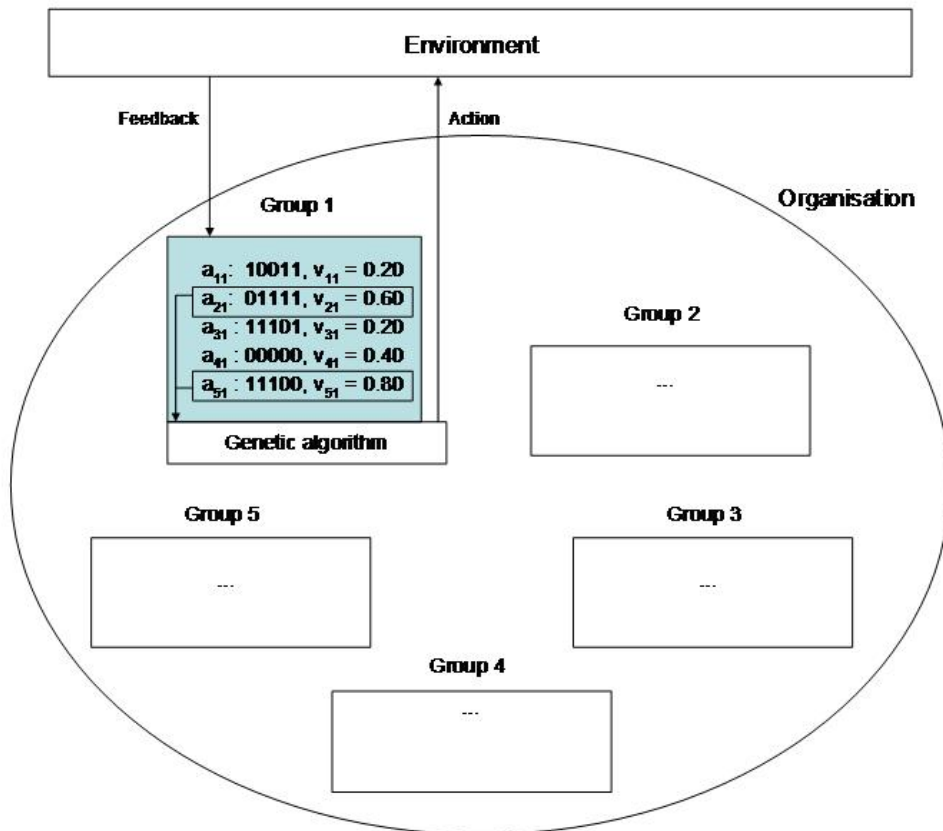 Environment
Feedback
Action
Organisation
Group 1
a11: 10011, v11 = 0.20
a21: 01111, v21 = 0.60
a31 : 11101, v31 = 0.20
a41 : 00000, v41 = 0.40
a51 : 11100, v51 = 0.80
Genetic algorithm
Group 2
...
Group 5
...
Group 3
...
Group 4
...